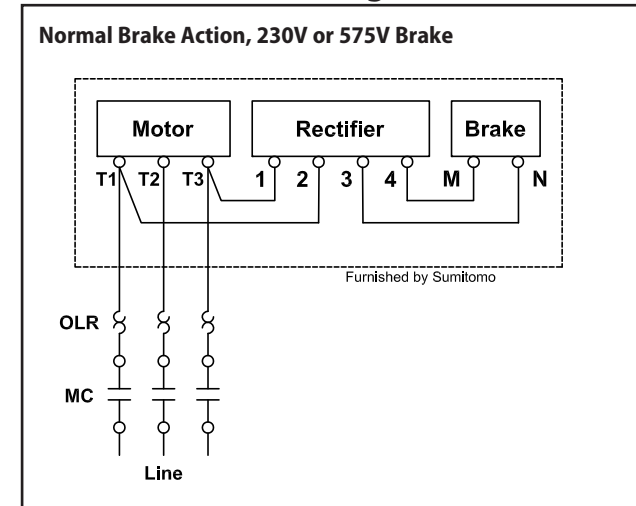 Normal Brake Action, 230V or 575V Brake
Motor Rectifier Brake
T1 T2 T3 1 2 3 4 M N
Furnished by Sumitomo
OLR
MC
Line